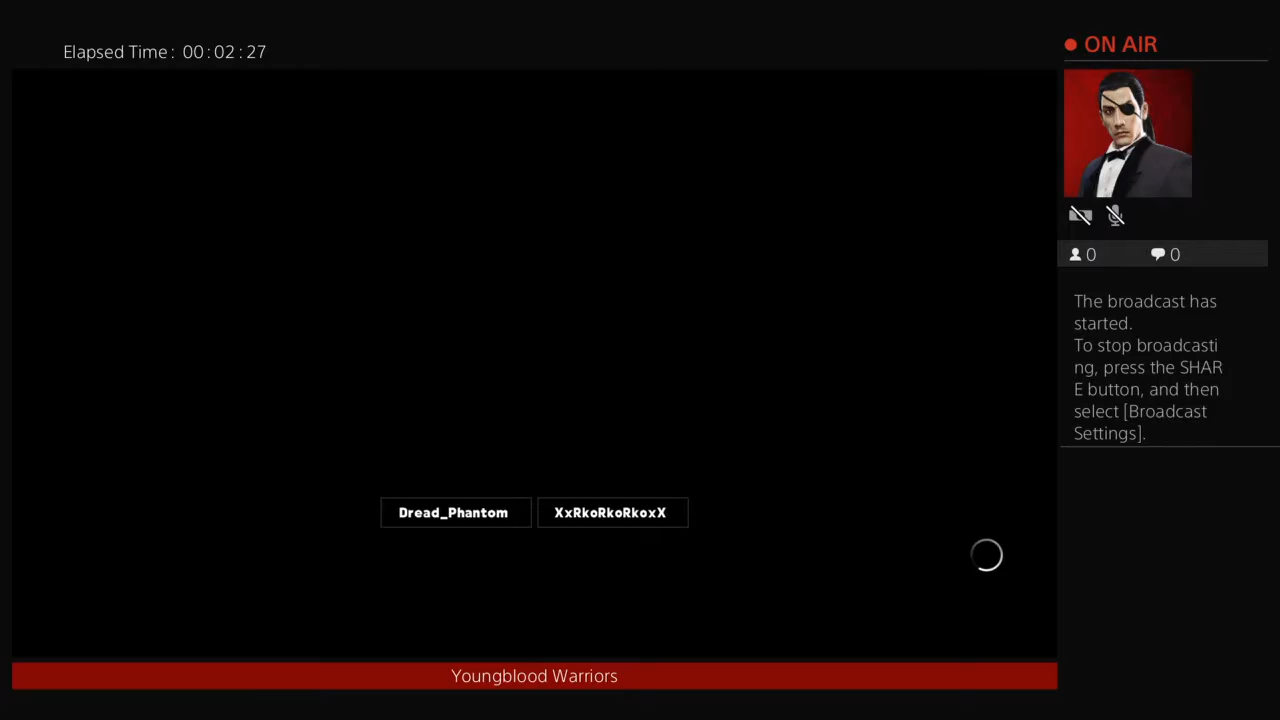 Elapsed Time: 00:02:27
ON AIR
0 0
The broadcast has
started.
To stop broadcasti
ng, press the SHAR
E button, and then
select [Broadcast
Settings].
Dread_Phantom XxRkoRkoRkoxX
Youngblood Warriors